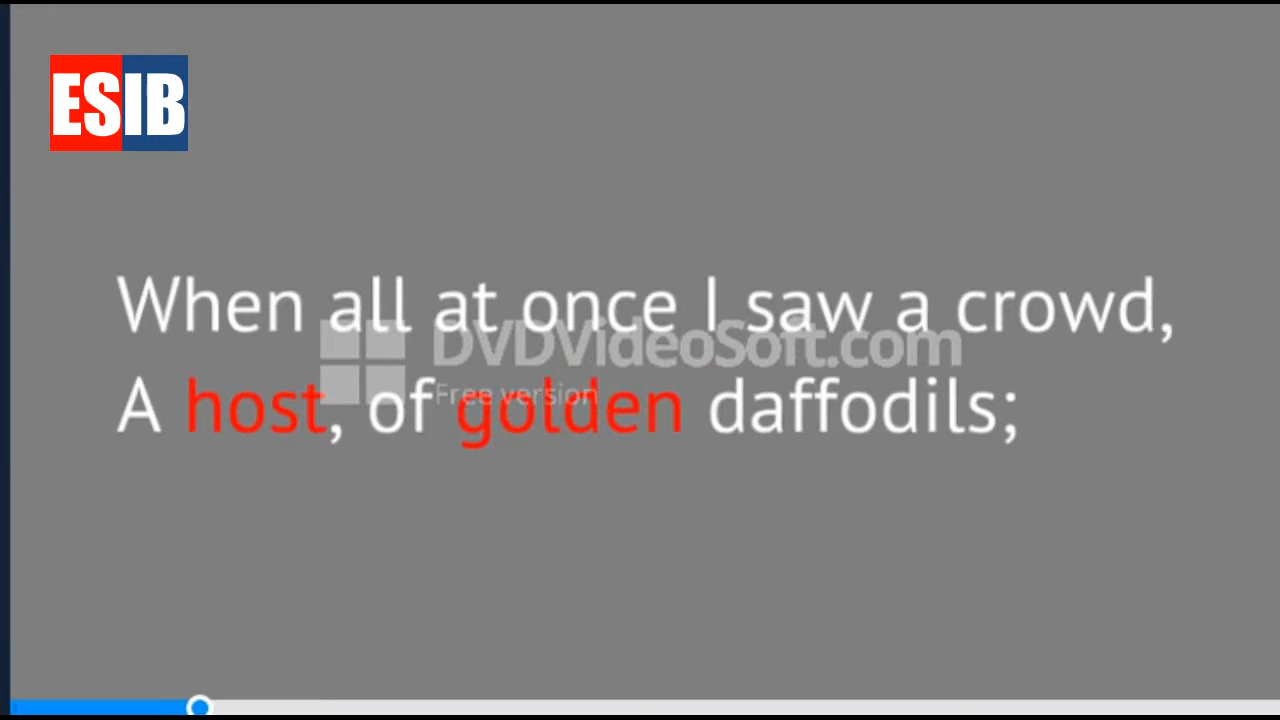 ESIB
When all at once I saw a crowd,
DVDVideoSoft.com
A host, of golden daffodils;
Free version